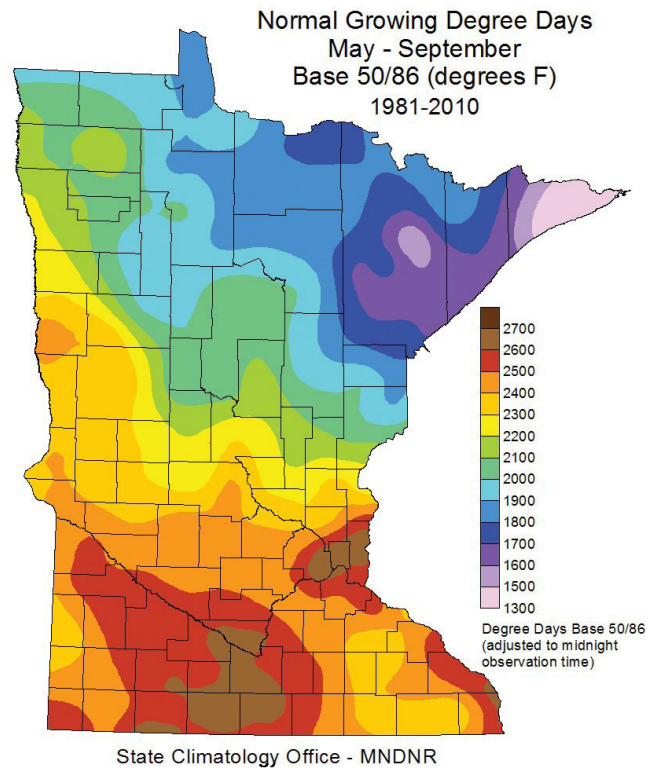 Normal Growing Degree Days
May - September
Base 50/86 (degrees F)
1981-2010
2700
2600
2500
2400
2300
2200
2100
2000
1900
1800
1700
1600
1500
1300
Degree Days Base 50/86
(adjusted to midnight
observation time)
State Climatology Office - MNDNR